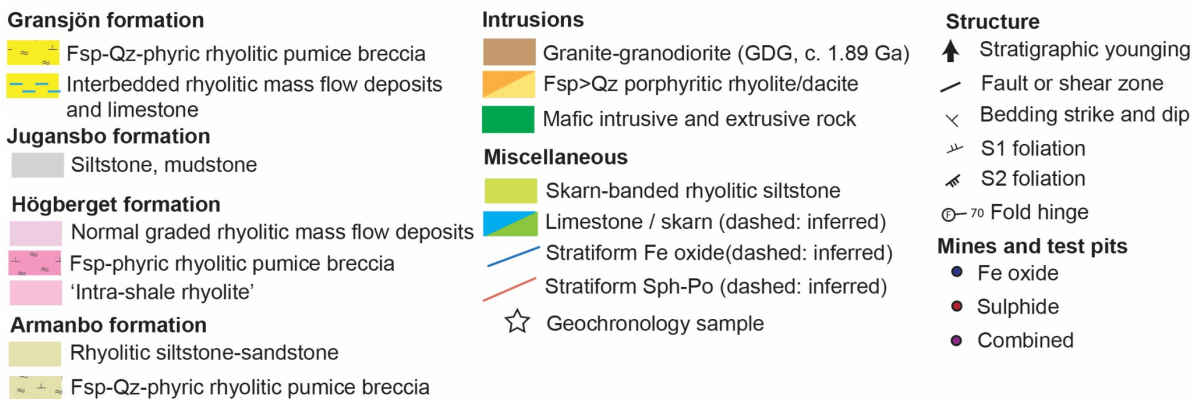 Gransjön formation
Fsp-Qz-phyric rhyolitic pumice breccia
Interbedded rhyolitic mass flow deposits
and limestone
Jugansbo formation
Siltstone, mudstone
Högberget formation
Normal graded rhyolitic mass flow deposits
Fsp-phyric rhyolitic pumice breccia
'Intra-shale rhyolite'
Armanbo formation
Rhyolitic siltstone-sandstone
Fsp-Qz-phyric rhyolitic pumice breccia
Intrusions
Granite-granodiorite (GDG, c. 1.89 Ga)
Fsp>Qz porphyritic rhyolite/dacite
Mafic intrusive and extrusive rock
Miscellaneous
Skarn-banded rhyolitic siltstone
Limestone / skarn (dashed: inferred)
Stratiform Fe oxide(dashed: inferred)
Stratiform Sph-Po (dashed: inferred)
Geochronology sample
Structure
Stratigraphic younging
Fault or shear zone
Bedding strike and dip
S1 foliation
S2 foliation
F 70 Fold hinge
Mines and test pits
Fe oxide
Sulphide
Combined